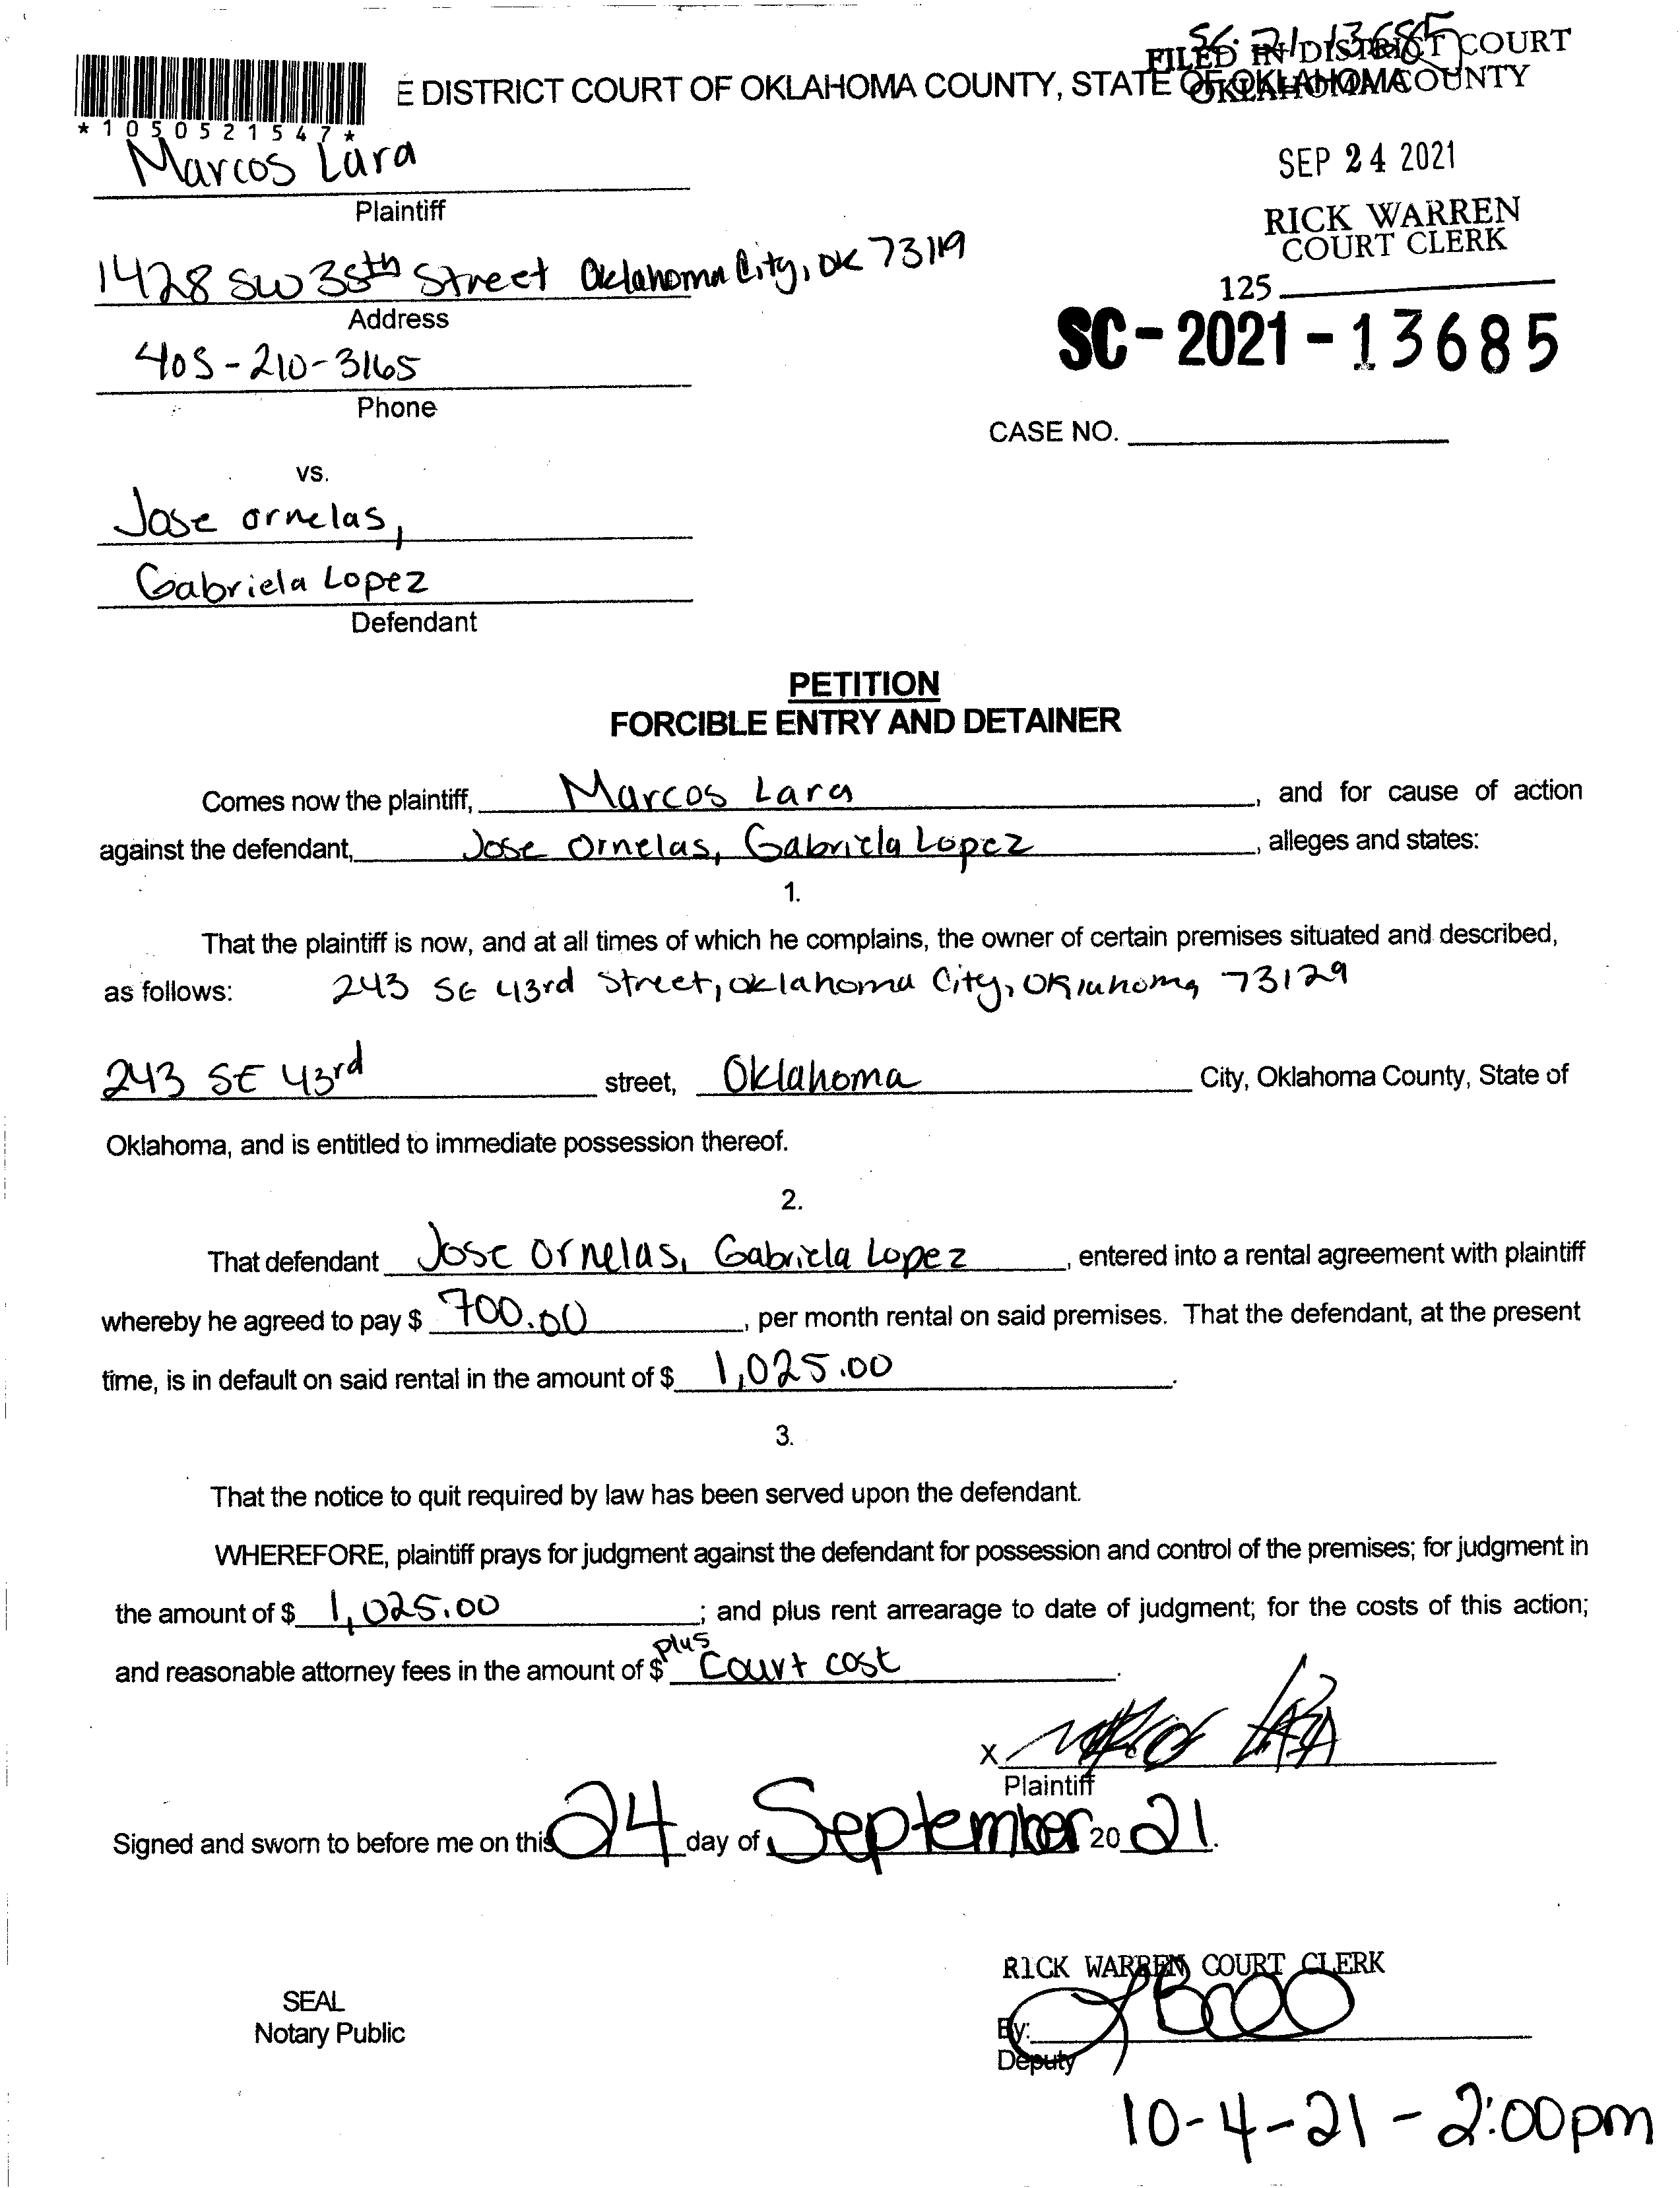 SC-21-13685
FILED IN DISTRICT COURT
E DISTRICT COURT OF OKLAHOMA COUNTY, STATE OF OKLAHOMA
OKLAHOMA COUNTY
*1050521547*
SEP 24 2021
Marcos Lara
Plaintiff
RICK WARREN
COURT CLERK
1428 SW 35th Street Oklahoma City, OK 73119
125
Address
SC-2021-13685
405-210-3165
Phone
CASE NO.
vs.
Jose ornelas,
Gabriela Lopez
Defendant
PETITION
FORCIBLE ENTRY AND DETAINER
Comes now the plaintiff, Marcos Lara, and for cause of action
against the defendant, Jose Ornelas, Gabriela Lopez, alleges and states:
1.
That the plaintiff is now, and at all times of which he complains, the owner of certain premises situated and described,
as follows: 243 SE 43rd Street, Oklahoma City, Oklahoma 73129
243 SE 43rd street, Oklahoma City, Oklahoma County, State of
Oklahoma, and is entitled to immediate possession thereof.
2.
That defendant Jose Ornelas, Gabriela Lopez, entered into a rental agreement with plaintiff
whereby he agreed to pay $ 700.00, per month rental on said premises. That the defendant, at the present
time, is in default on said rental in the amount of $ 1,025.00.
3.
That the notice to quit required by law has been served upon the defendant.
WHEREFORE, plaintiff prays for judgment against the defendant for possession and control of the premises; for judgment in
the amount of $ 1,025.00; and plus rent arrearage to date of judgment; for the costs of this action;
and reasonable attorney fees in the amount of $ plus Court cost.
X
Plaintiff
Signed and sworn to before me on this 24 day of September 2021.
RICK WARREN COURT CLERK
SEAL
Notary Public
By:
Deputy
10-4-21 - 2:00pm